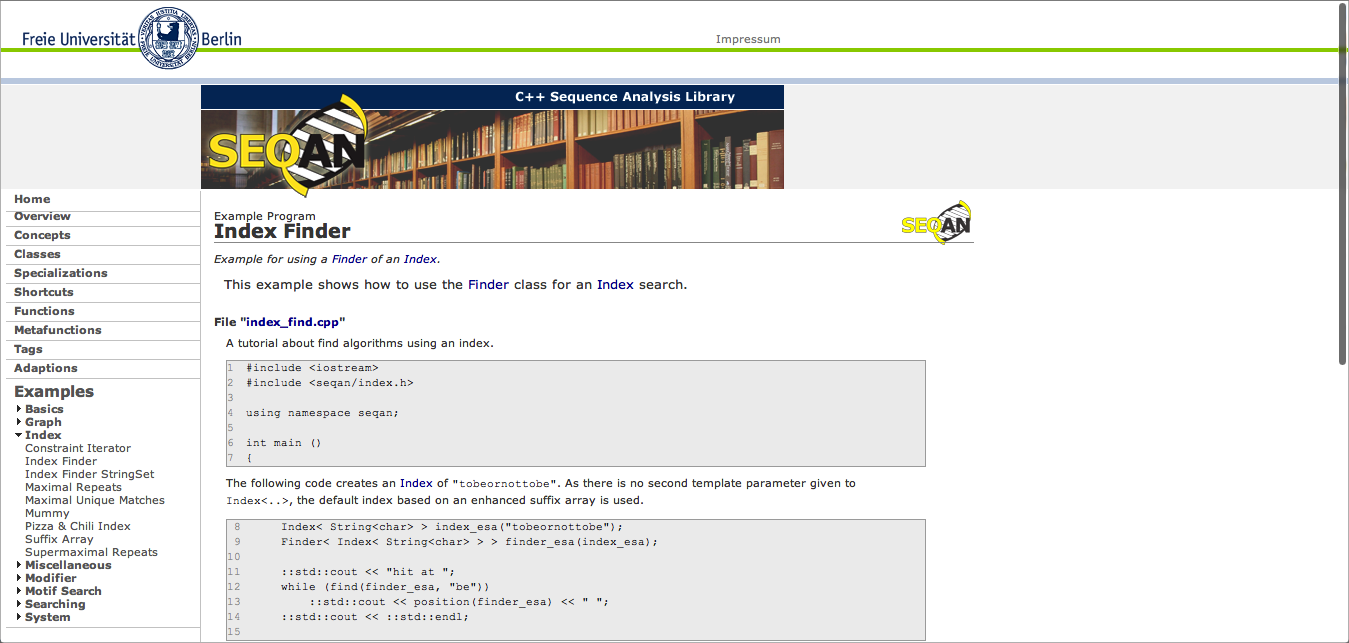 Freie Universität Berlin
Impressum
C++ Sequence Analysis Library
SEQAN
Home
Overview
Concepts
Classes
Specializations
Shortcuts
Functions
Metafunctions
Tags
Adaptions
Examples
Basics
Graph
Index
Constraint Iterator
Index Finder
Index Finder StringSet
Maximal Repeats
Maximal Unique Matches
Mummy
Pizza & Chili Index
Suffix Array
Supermaximal Repeats
Miscellaneous
Modifier
Motif Search
Searching
System
Example Program
Index Finder
SEQAN
Example for using a Finder of an Index.
This example shows how to use the Finder class for an Index search.
File "index_find.cpp"
A tutorial about find algorithms using an index.
1 #include <iostream>
2 #include <seqan/index.h>
3
4 using namespace seqan;
5
6 int main ()
7 {
The following code creates an Index of "tobeornottobe". As there is no second template parameter given to
Index<..>, the default index based on an enhanced suffix array is used.
8 Index< String<char> > index_esa("tobeornottobe");
9 Finder< Index< String<char> > > finder_esa(index_esa);
10
11 ::std::cout << "hit at ";
12 while (find(finder_esa, "be"))
13 ::std::cout << position(finder_esa) << " ";
14 ::std::cout << ::std::endl;
15